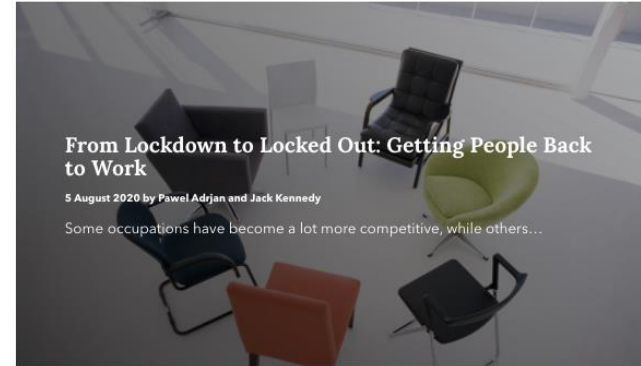 From Lockdown to Locked Out: Getting People Back
to Work
5 August 2020 by Pawel Adrjan and Jack Kennedy
Some occupations have become a lot more competitive, while others…